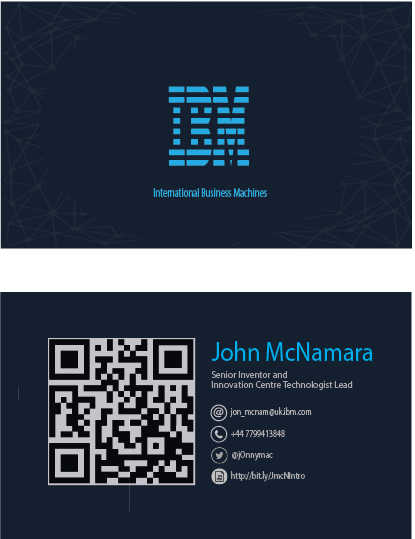 IBM
International Business Machines
John McNamara
Senior Inventor and
Innovation Centre Technologist Lead
jon_mcnam@uk.ibm.com
+44 7799413848
@j0nnymac
http://bit.ly/JmcNIntro